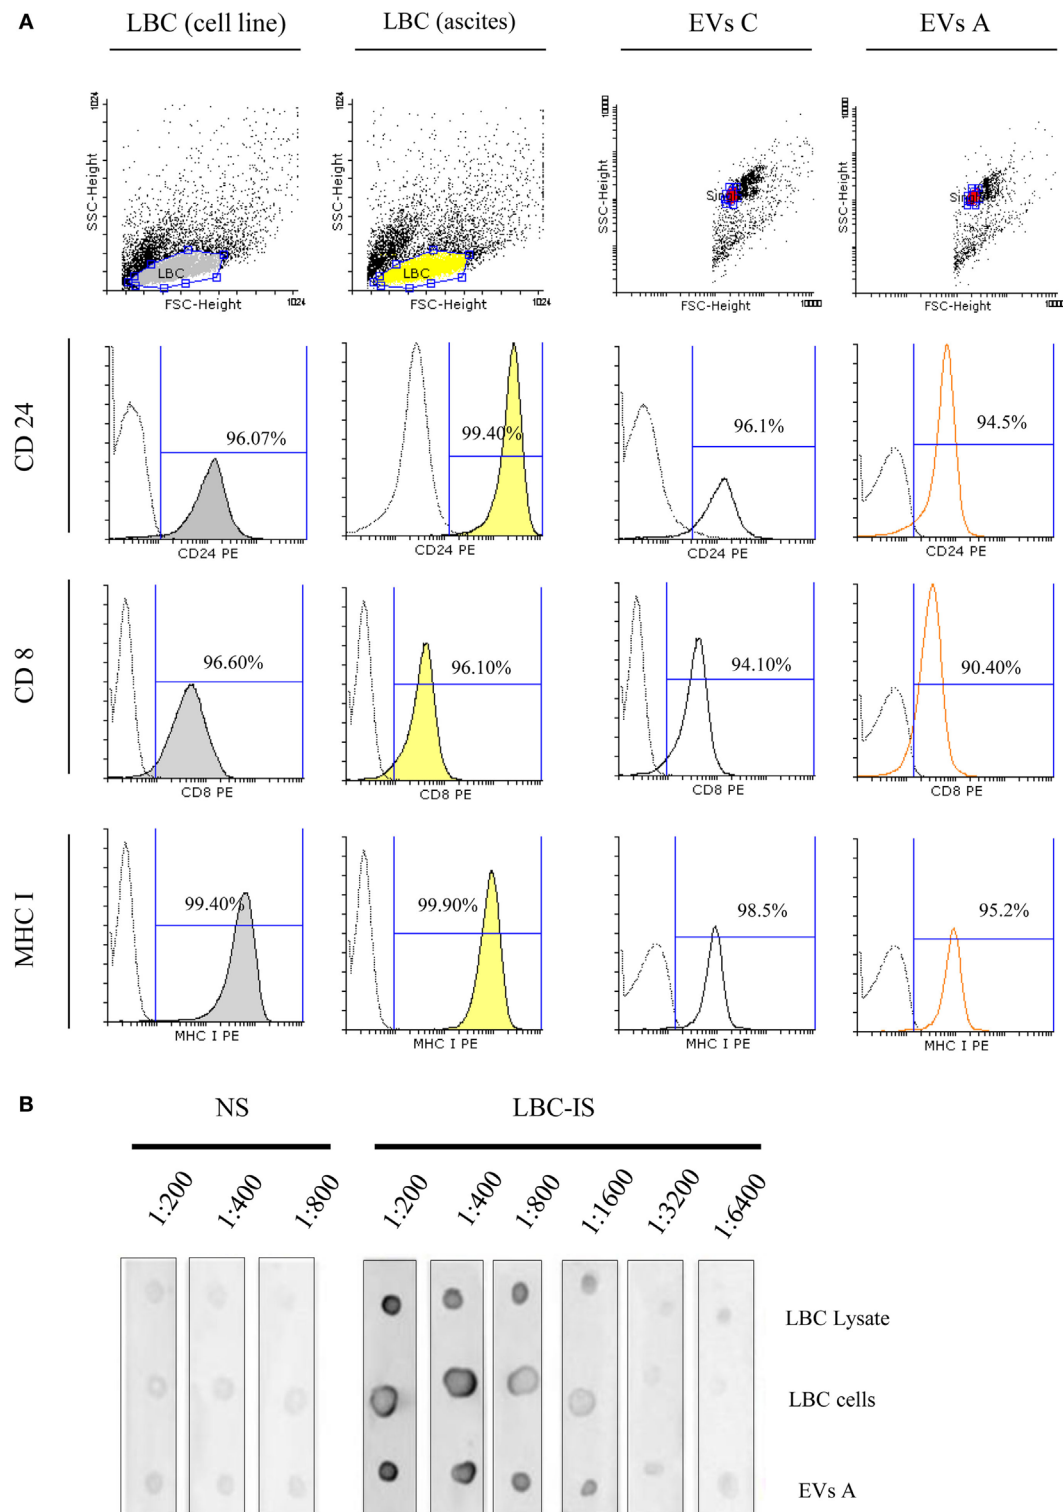 A
LBC (cell line)
LBC (ascites)
EVs C
EVs A
1024
SSC-Height
LBC
FSC-Height
1024
1024
SSC-Height
LBC
FSC-Height
1024
SSC-Height
FSC-Height
SSC-Height
FSC-Height
CD 24
96.07%
CD24 PE
99.40%
CD24 PE
96.1%
CD24 PE
94.5%
CD24 PE
CD 8
96.60%
CD8 PE
96.10%
CD8 PE
94.10%
CD8 PE
90.40%
CD8 PE
MHC I
99.40%
MHC I PE
99.90%
MHC I PE
98.5%
MHC I PE
95.2%
MHC I PE
B
NS
LBC-IS
1:200
1:400
1:800
1:200
1:400
1:800
1:1600
1:3200
1:6400
LBC Lysate
LBC cells
EVs A